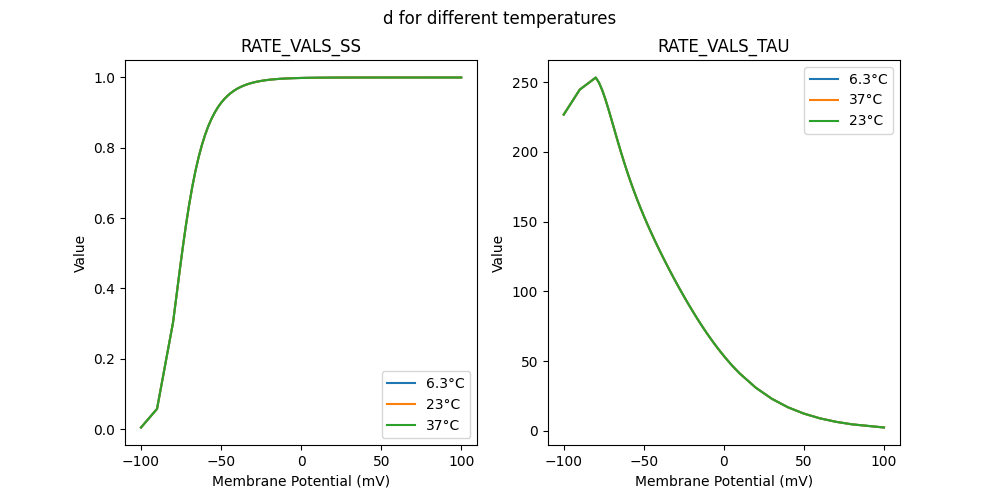 d for different temperatures
RATE_VALS_SS
Value
1.0
0.8
0.6
0.4
0.2
0.0
−100
−50
0
50
100
Membrane Potential (mV)
6.3°C
23°C
37°C
RATE_VALS_TAU
Value
250
200
150
100
50
0
−100
−50
0
50
100
Membrane Potential (mV)
6.3°C
37°C
23°C